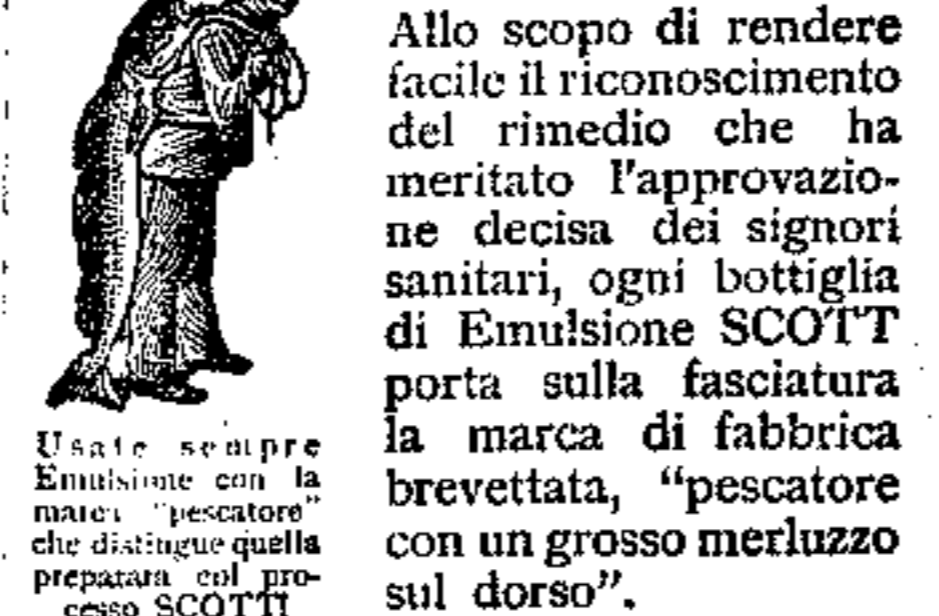 Usate sempre
Emulsione con la
marca "pescatore"
che distingue quella
preparata col pro-
cesso SCOTT!
Allo scopo di rendere
facile il riconoscimento
del rimedio che ha
meritato l'approvazio-
ne decisa dei signori
sanitari, ogni bottiglia
di Emulsione SCOTT
porta sulla fasciatura
la marca di fabbrica
brevettata, "pescatore
con un grosso merluzzo
sul dorso".